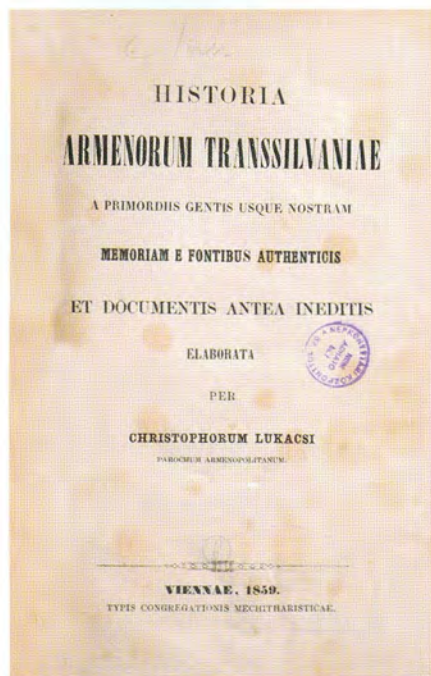 HISTORIA
ARMENORUM TRANSSILVANIAE
A PRIMORDIIS GENTIS USQUE NOSTRAM
MEMORIAM E FONTIBUS AUTHENTICIS
ET DOCUMENTIS ANTEA INEDITIS
ELABORATA
PER
CHRISTOPHORUM LUKACSI
PAROCHUM ARMENOPOLITANUM.
VIENNAE, 1859.
TYPIS CONGREGATIONIS MECHITHARISTICAE.